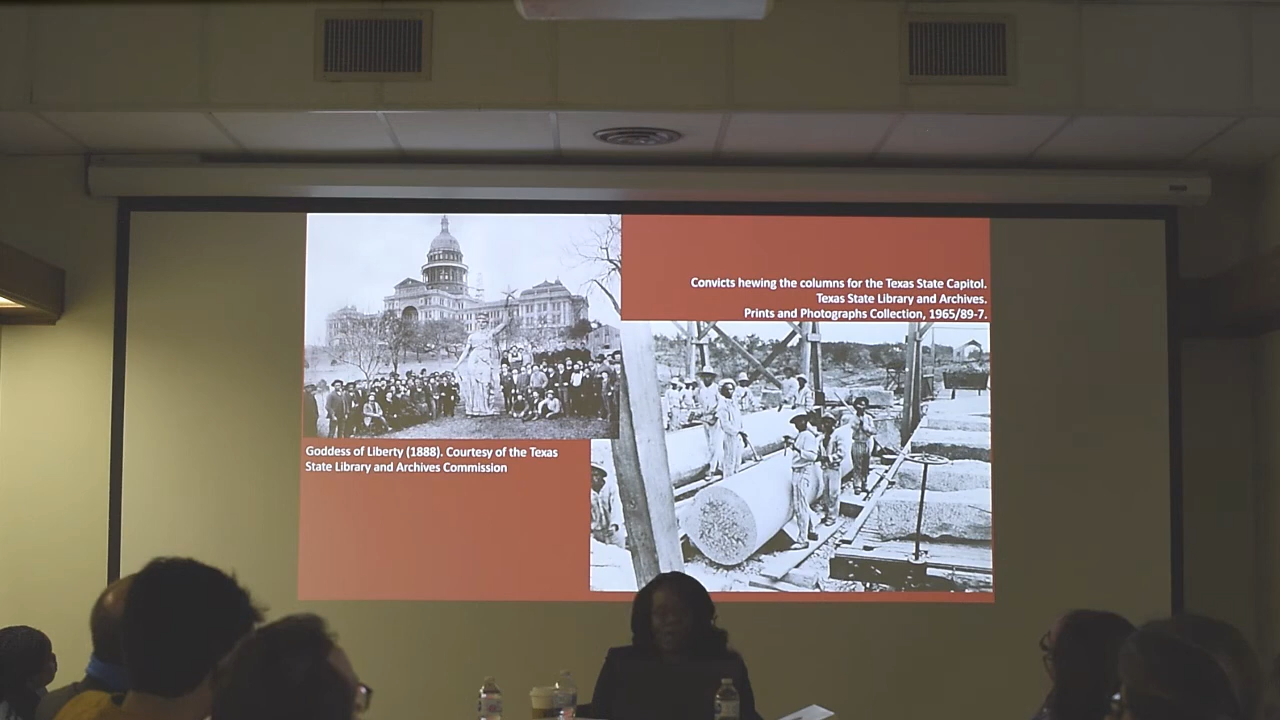 Convicts hewing the columns for the Texas State Capitol.
Texas State Library and Archives.
Prints and Photographs Collection, 1965/89-7.
Goddess of Liberty (1888). Courtesy of the Texas
State Library and Archives Commission